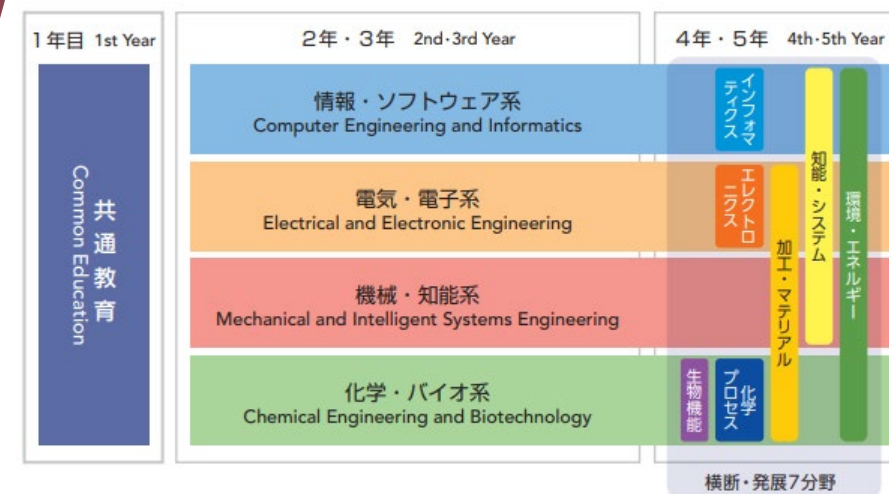 1年目 1st Year
2年・3年 2nd・3rd Year
4年・5年 4th・5th Year
共通教育
Common Education
情報・ソフトウェア系
Computer Engineering and Informatics
電気・電子系
Electrical and Electronic Engineering
機械・知能系
Mechanical and Intelligent Systems Engineering
化学・バイオ系
Chemical Engineering and Biotechnology
インフォマ
ティクス
エレクトロ
ニクス
生物機能
化学
プロセス
加工・マテリアル
知能・システム
環境・エネルギー
横断・発展7分野